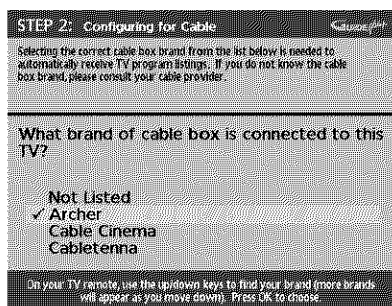 STEP 2: Configuring for Cable
Selecting the correct cable box brand from the list below is needed to
automatically receive TV program listings. If you do not know the cable
box brand, please consult your cable provider.
What brand of cable box is connected to this
TV?
Not Listed
✓ Archer
Cable Cinema
Cabletenna
On your TV remote, use the up/down keys to find your brand (more brands
will appear as you move down). Press OK to choose.